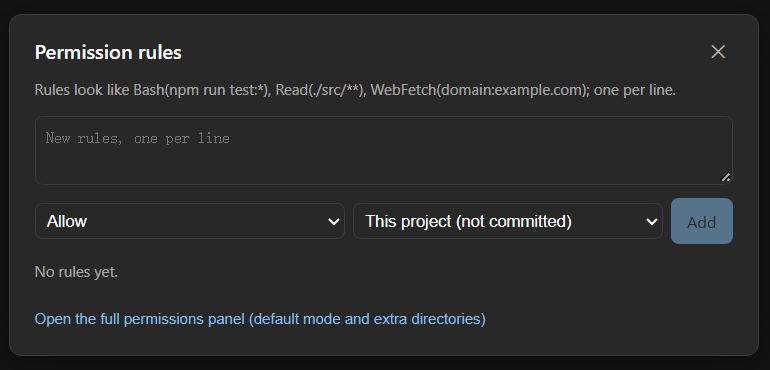 Permission rules
Rules look like Bash(npm run test:*), Read(./src/**), WebFetch(domain:example.com); one per line.
New rules, one per line
Allow
This project (not committed)
Add
No rules yet.
Open the full permissions panel (default mode and extra directories)